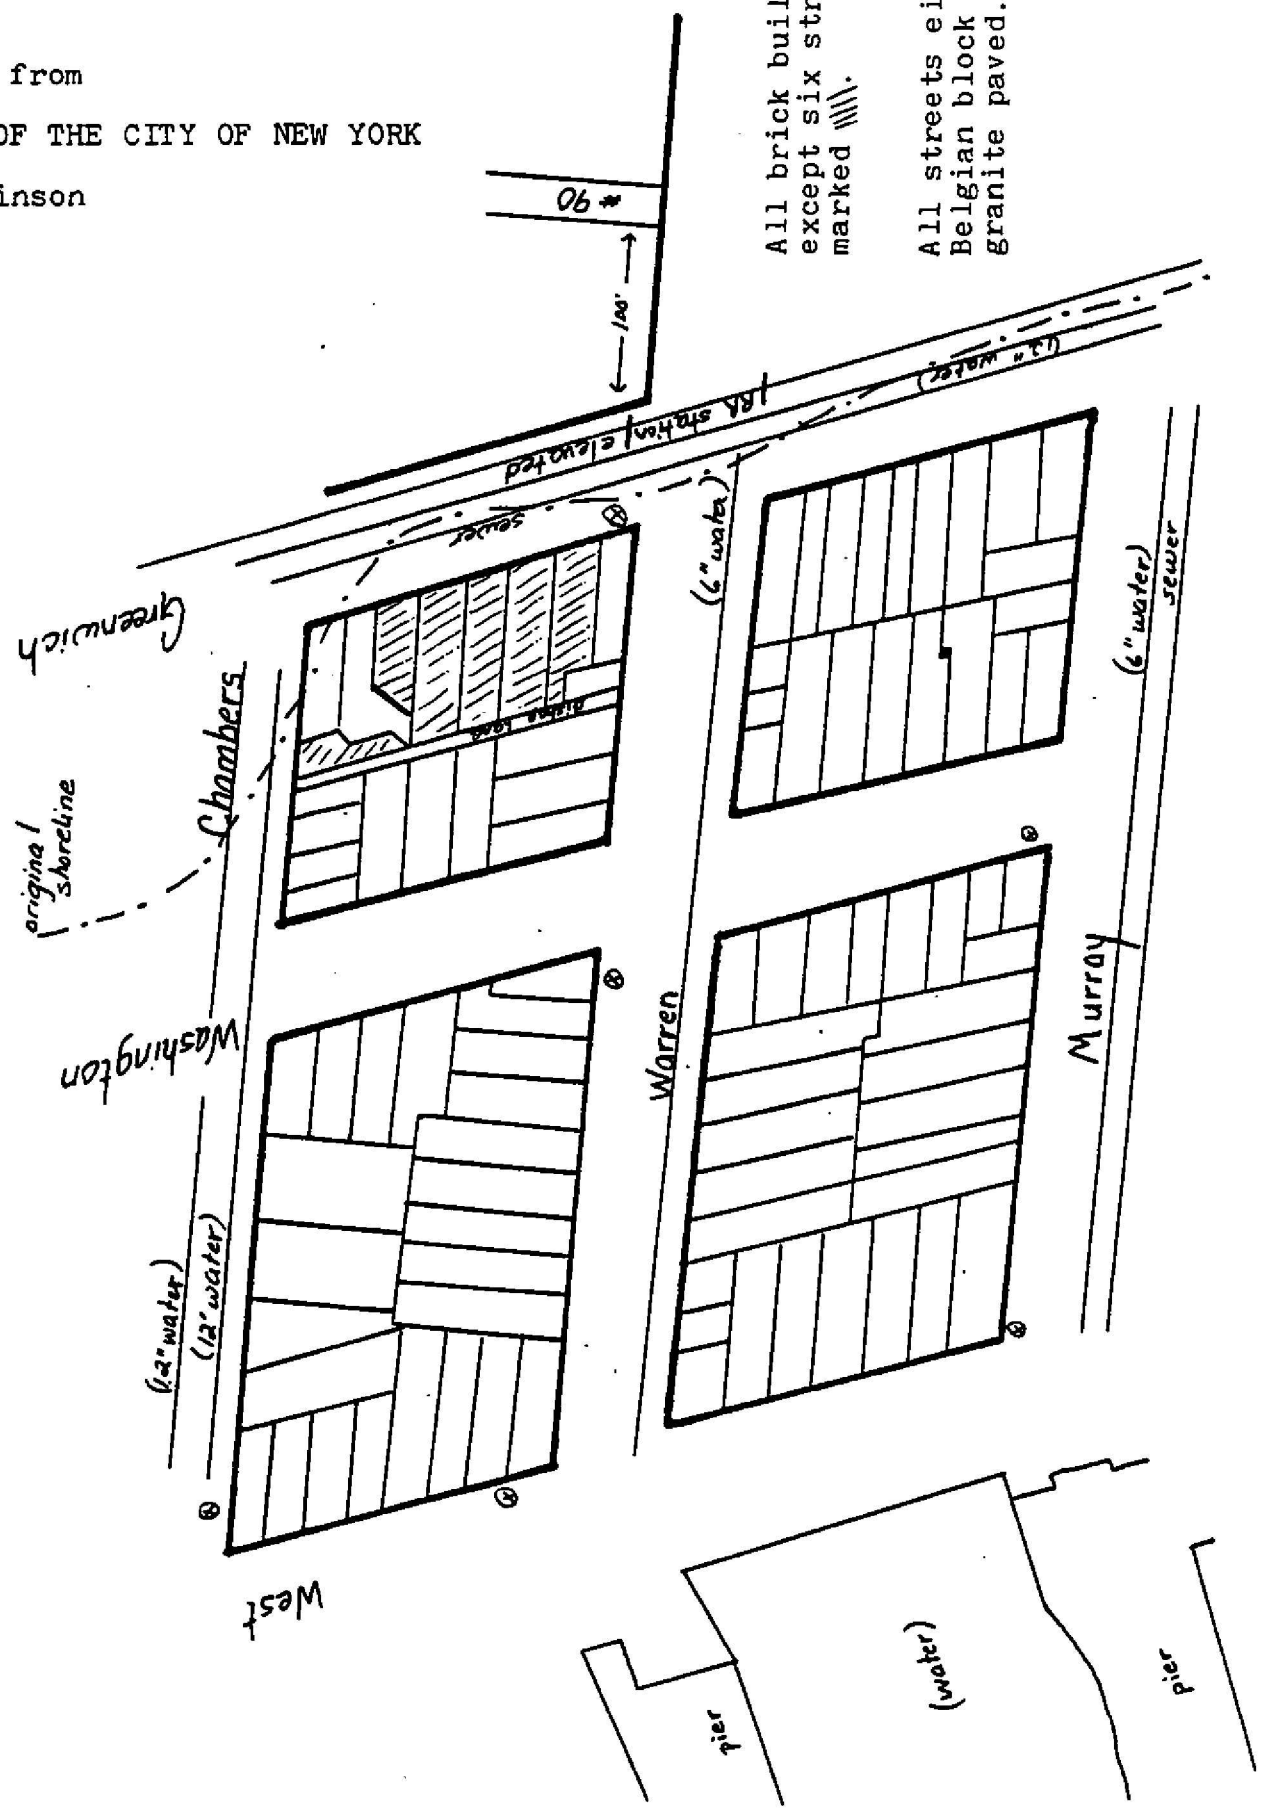 from
OF THE CITY OF NEW YORK
inson
All brick buil
except six str
marked
All streets ei
Belgian block
granite paved.
# 90
100'
Greenwich
elevated
RR station
(12" water)
sewer
original
shoreline
Chambers
(6" water)
Washington
(12" water)
(12" water)
Warren
(6" water)
sewer
Murray
West
pier
(water)
pier